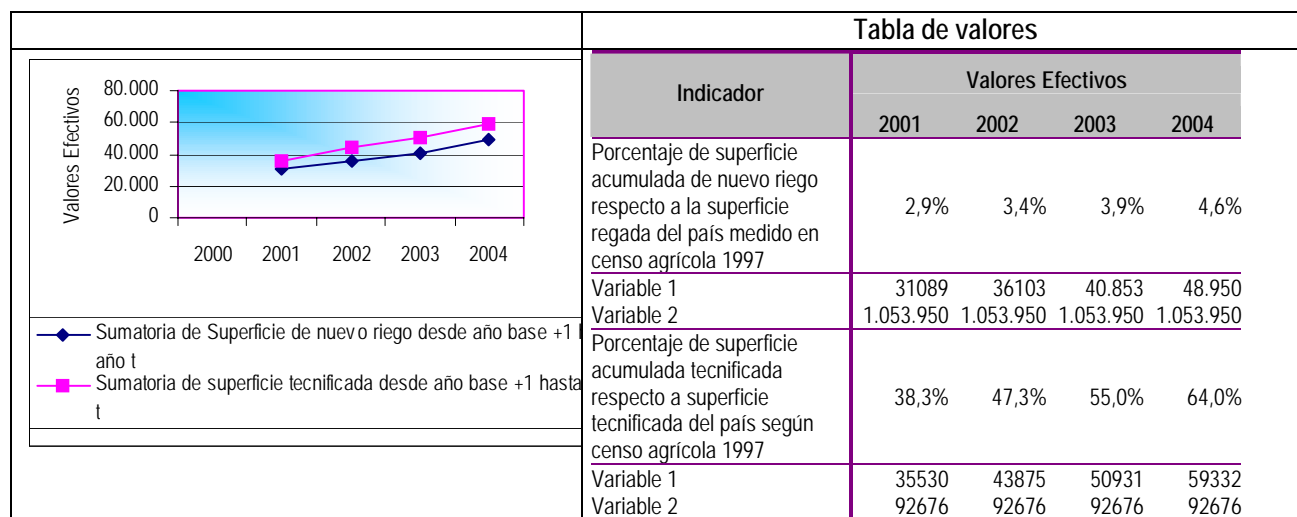 Tabla de valores
80.000
60.000
40.000
20.000
0
Valores Efectivos
2000 2001 2002 2003 2004
Sumatoria de Superficie de nuevo riego desde año base +1
año t
Sumatoria de superficie tecnificada desde año base +1 hasta
t
Indicador
Valores Efectivos
2001 2002 2003 2004
Porcentaje de superficie
acumulada de nuevo riego
respecto a la superficie
regada del país medido en
censo agrícola 1997
2,9% 3,4% 3,9% 4,6%
Variable 1 31089 36103 40.853 48.950
Variable 2 1.053.950 1.053.950 1.053.950 1.053.950
Porcentaje de superficie
acumulada tecnificada
respecto a superficie
tecnificada del país según
censo agrícola 1997
38,3% 47,3% 55,0% 64,0%
Variable 1 35530 43875 50931 59332
Variable 2 92676 92676 92676 92676